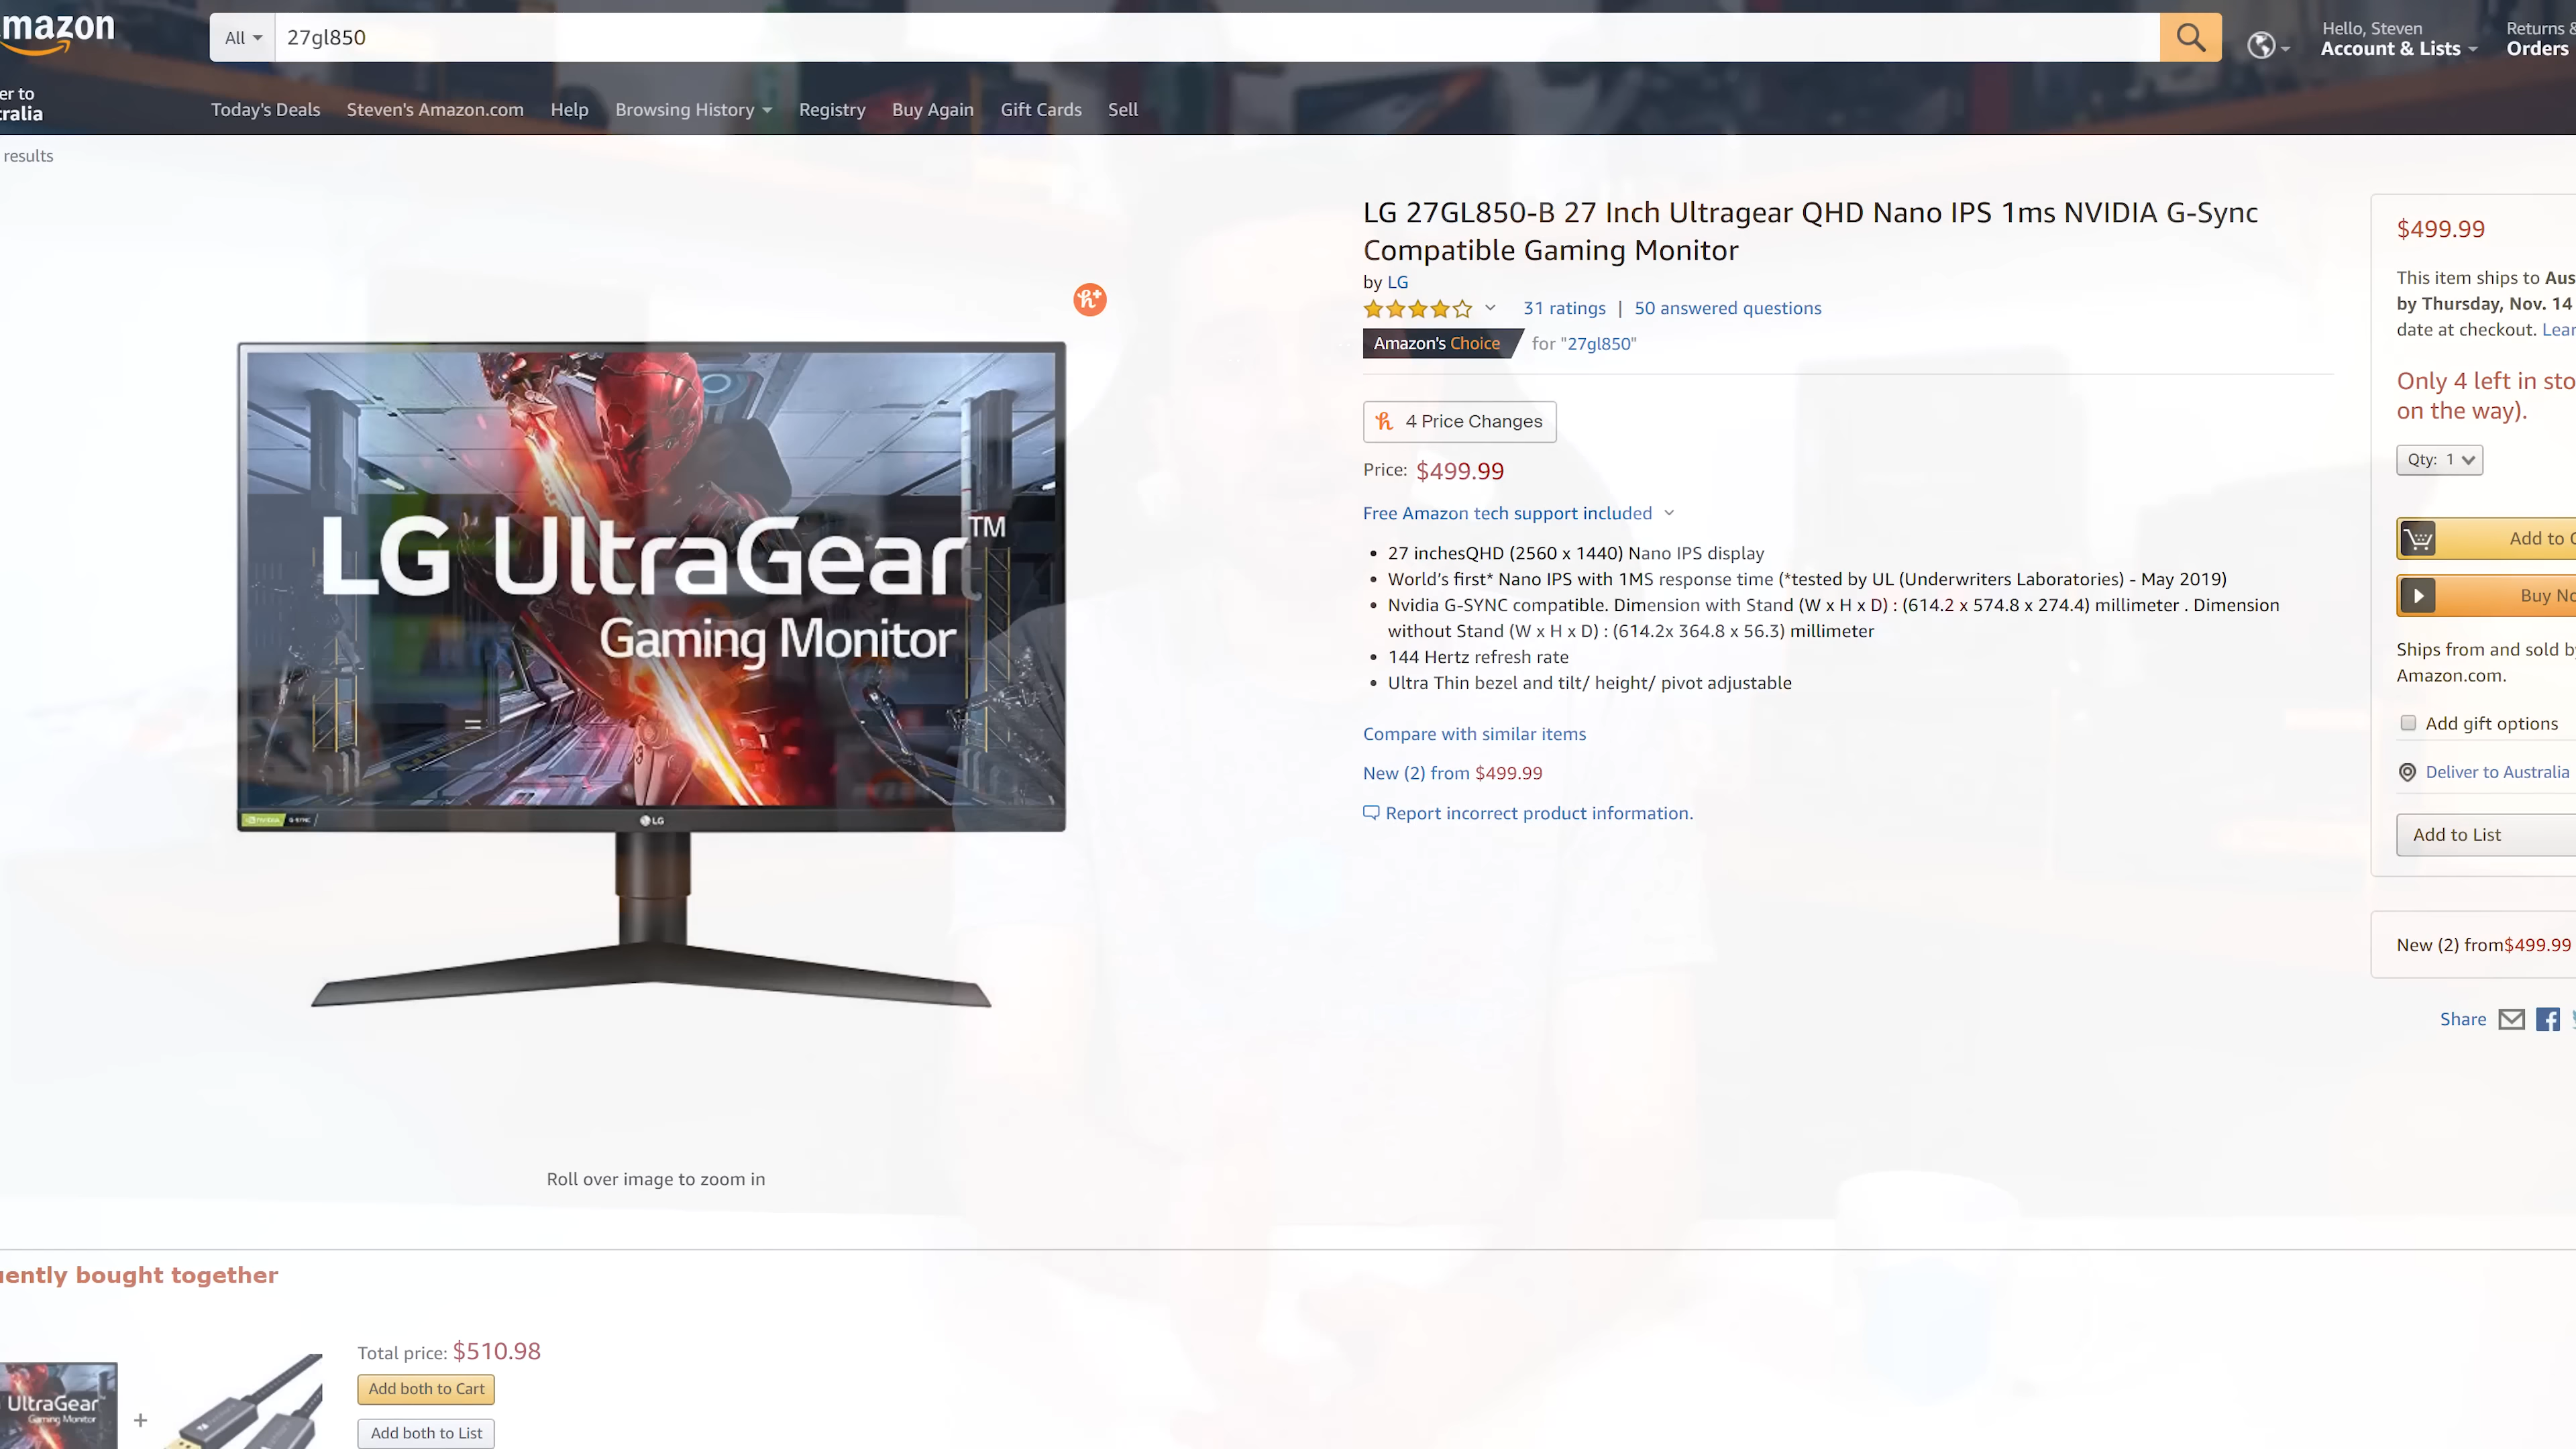 mazon
All
27gl850
Hello, Steven
Account & Lists
Returns &
Orders
er to
ralia
Today's Deals Steven's Amazon.com Help Browsing History Registry Buy Again Gift Cards Sell
results
LG 27GL850-B 27 Inch Ultragear QHD Nano IPS 1ms NVIDIA G-Sync
Compatible Gaming Monitor
by LG
31 ratings | 50 answered questions
Amazon's Choice for "27gl850"
4 Price Changes
Price: $499.99
Free Amazon tech support included
• 27 inchesQHD (2560 x 1440) Nano IPS display
• World's first* Nano IPS with 1MS response time (*tested by UL (Underwriters Laboratories) - May 2019)
• Nvidia G-SYNC compatible. Dimension with Stand (W x H x D) : (614.2 x 574.8 x 274.4) millimeter . Dimension
without Stand (W x H x D) : (614.2x 364.8 x 56.3) millimeter
• 144 Hertz refresh rate
• Ultra Thin bezel and tilt/ height/ pivot adjustable
Compare with similar items
New (2) from $499.99
Report incorrect product information.
LG UltraGear™
Gaming Monitor
NVIDIA G-SYNC
LG
Roll over image to zoom in
$499.99
This item ships to Aus
by Thursday, Nov. 14
date at checkout. Lear
Only 4 left in sto
on the way).
Qty: 1
Add to C
Buy No
Ships from and sold b
Amazon.com.
Add gift options
Deliver to Australia
Add to List
New (2) from$499.99
Share
uently bought together
UltraGear™
Gaming Monitor
+
Total price: $510.98
Add both to Cart
Add both to List